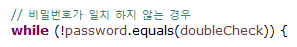 // 비밀번호가 일치 하지 않는 경우
while (!password.equals(doubleCheck)) {